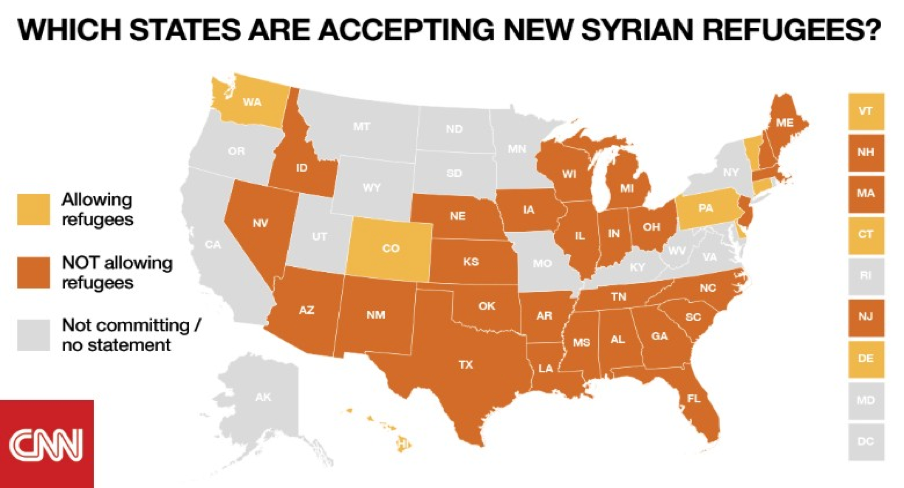 WHICH STATES ARE ACCEPTING NEW SYRIAN REFUGEES?
WA
MT
ND
MN
ME
VT
OR
ID
SD
WI
MI
NY
NH
WY
Allowing
refugees
NV
NE
IA
PA
MA
CA
UT
CO
IL
IN
OH
CT
NOT allowing
refugees
KS
MO
KY
WV
VA
RI
AZ
NM
OK
AR
TN
NC
NJ
Not committing /
no statement
MS
AL
GA
SC
DE
TX
LA
FL
AK
MD
HI
DC
CNN